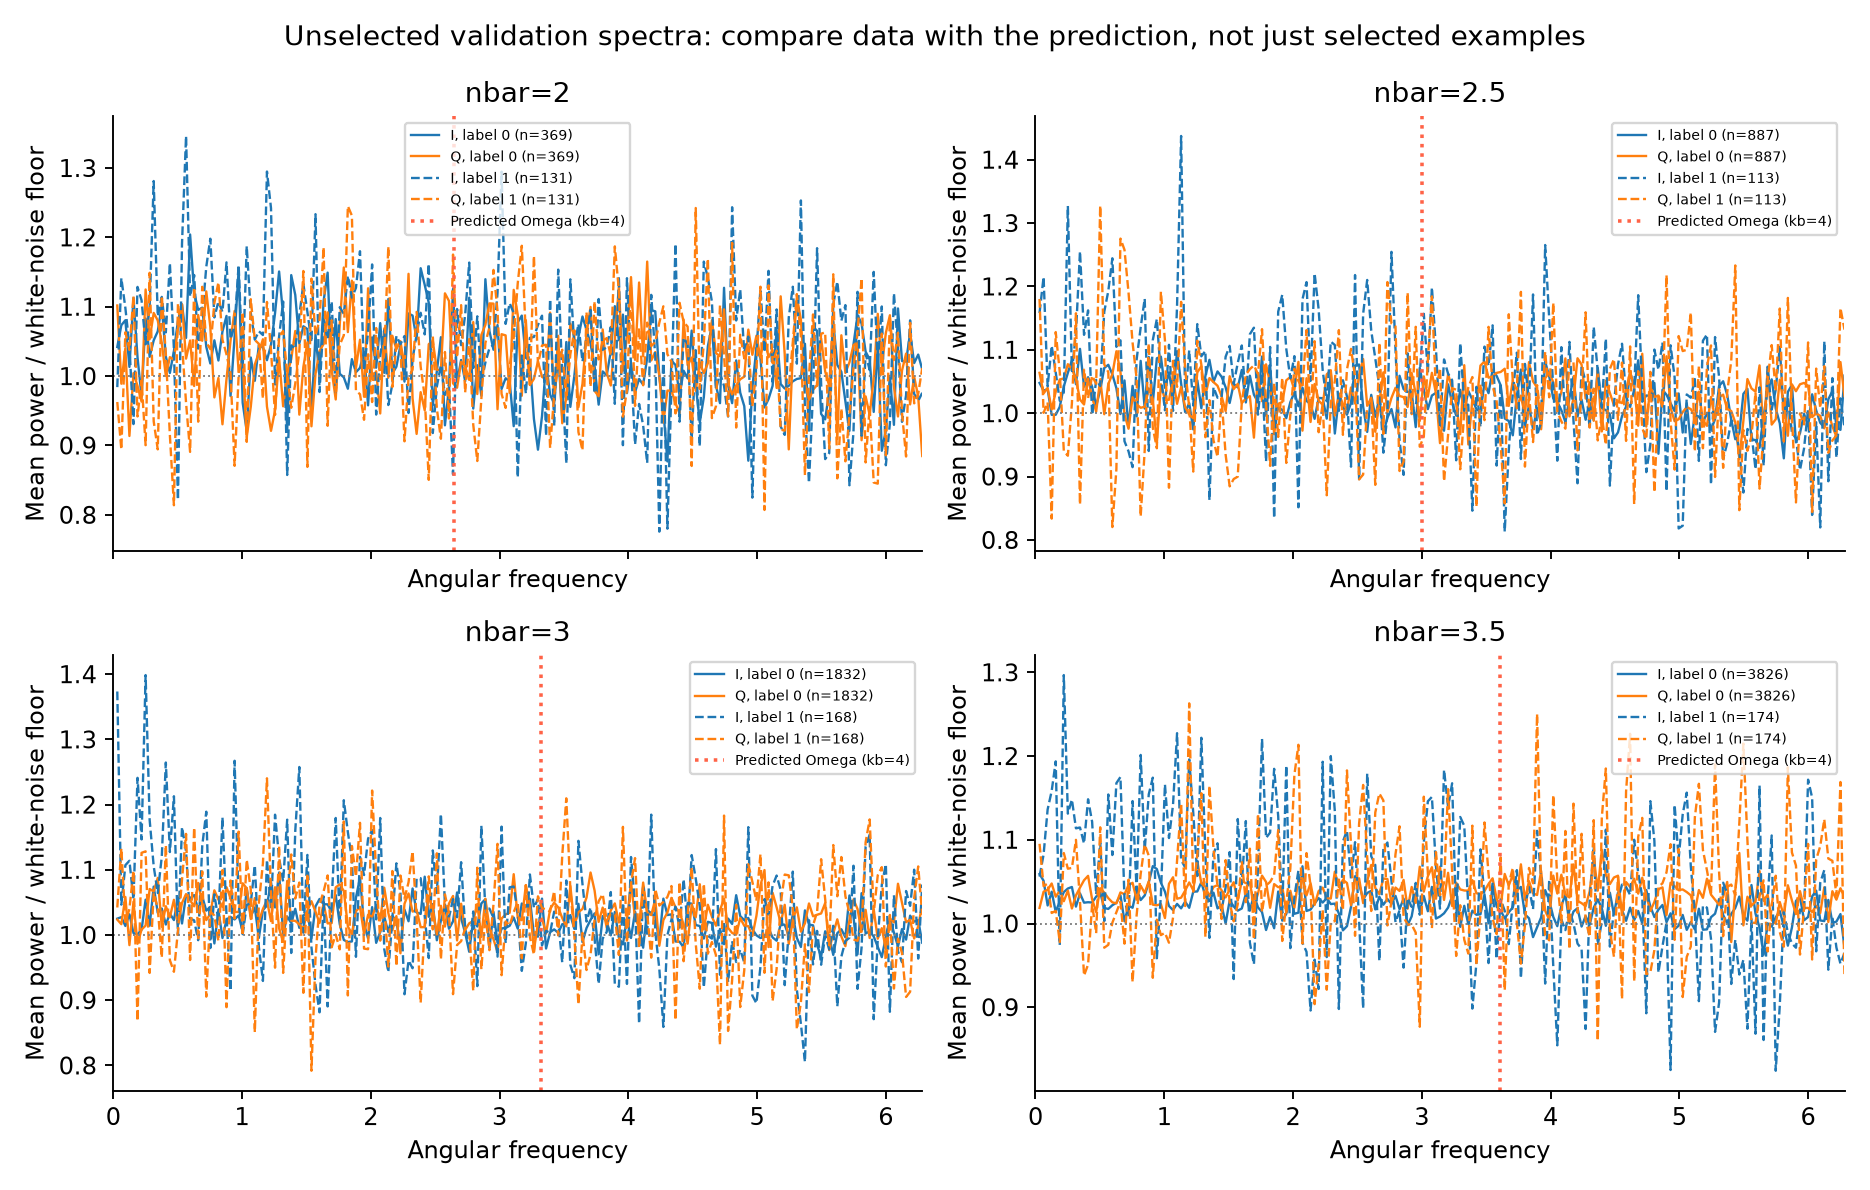 Unselected validation spectra: compare data with the prediction, not just selected examples
nbar=2
Mean power / white-noise floor
1.3
1.2
1.1
1.0
0.9
0.8
I, label 0 (n=369)
Q, label 0 (n=369)
I, label 1 (n=131)
Q, label 1 (n=131)
Predicted Omega (kb=4)
Angular frequency
nbar=2.5
Mean power / white-noise floor
1.4
1.3
1.2
1.1
1.0
0.9
0.8
I, label 0 (n=887)
Q, label 0 (n=887)
I, label 1 (n=113)
Q, label 1 (n=113)
Predicted Omega (kb=4)
Angular frequency
nbar=3
Mean power / white-noise floor
1.4
1.3
1.2
1.1
1.0
0.9
0.8
I, label 0 (n=1832)
Q, label 0 (n=1832)
I, label 1 (n=168)
Q, label 1 (n=168)
Predicted Omega (kb=4)
0 1 2 3 4 5 6
Angular frequency
nbar=3.5
Mean power / white-noise floor
1.3
1.2
1.1
1.0
0.9
I, label 0 (n=3826)
Q, label 0 (n=3826)
I, label 1 (n=174)
Q, label 1 (n=174)
Predicted Omega (kb=4)
0 1 2 3 4 5 6
Angular frequency